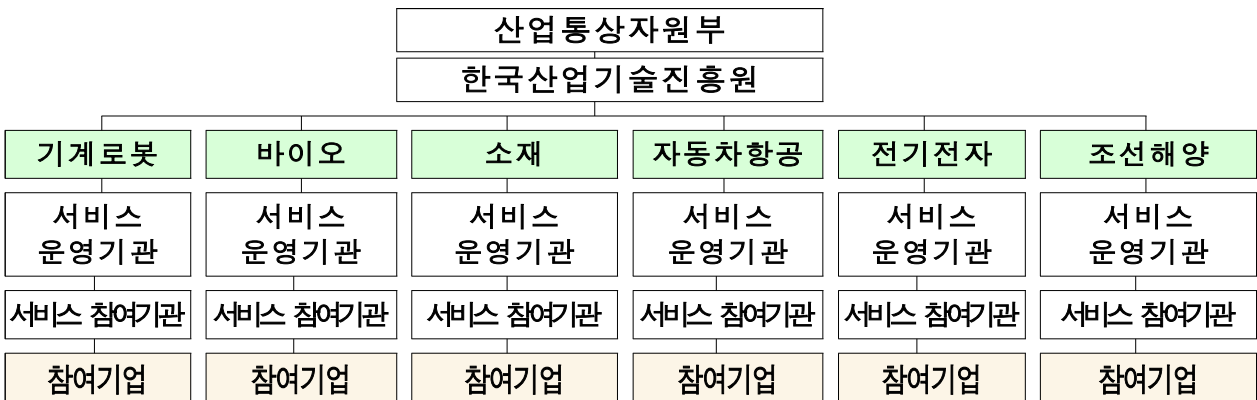 산업통상자원부
한국산업기술진흥원
기계로봇 바이오 소재 자동차항공 전기전자 조선해양
서비스 서비스 서비스 서비스 서비스 서비스
운영기관 운영기관 운영기관 운영기관 운영기관 운영기관
서비스 참여기관 서비스 참여기관 서비스 참여기관 서비스 참여기관 서비스 참여기관 서비스 참여기관
참여기업 참여기업 참여기업 참여기업 참여기업 참여기업